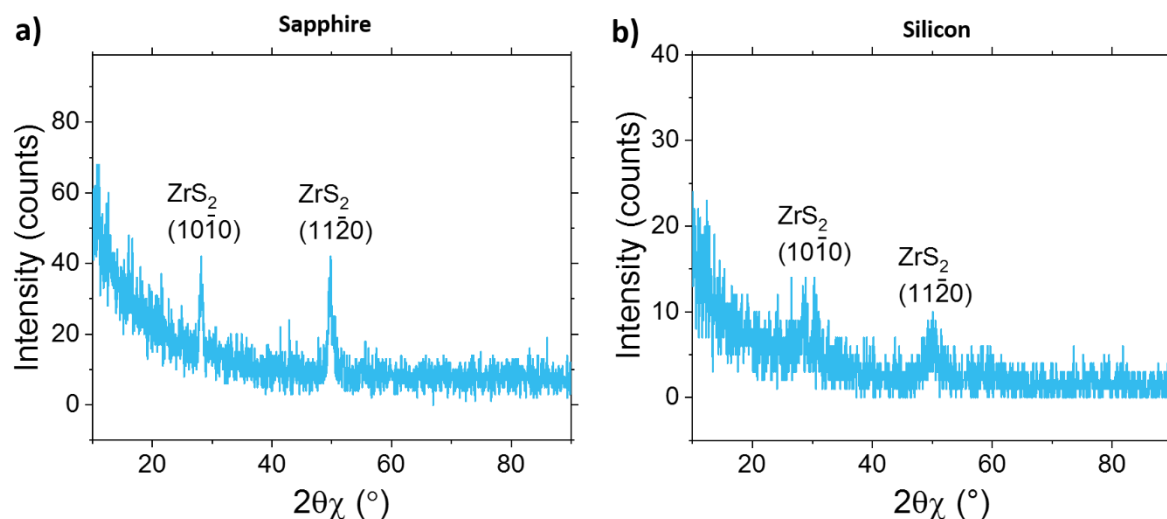 a)
Sapphire
Intensity (counts)
80
60
40
20
0
ZrS₂
(101̄0)
ZrS₂
(112̄0)
20
40
60
80
2θχ (°)
b)
Silicon
Intensity (counts)
40
30
20
10
0
ZrS₂
(101̄0)
ZrS₂
(112̄0)
20
40
60
80
2θχ (°)